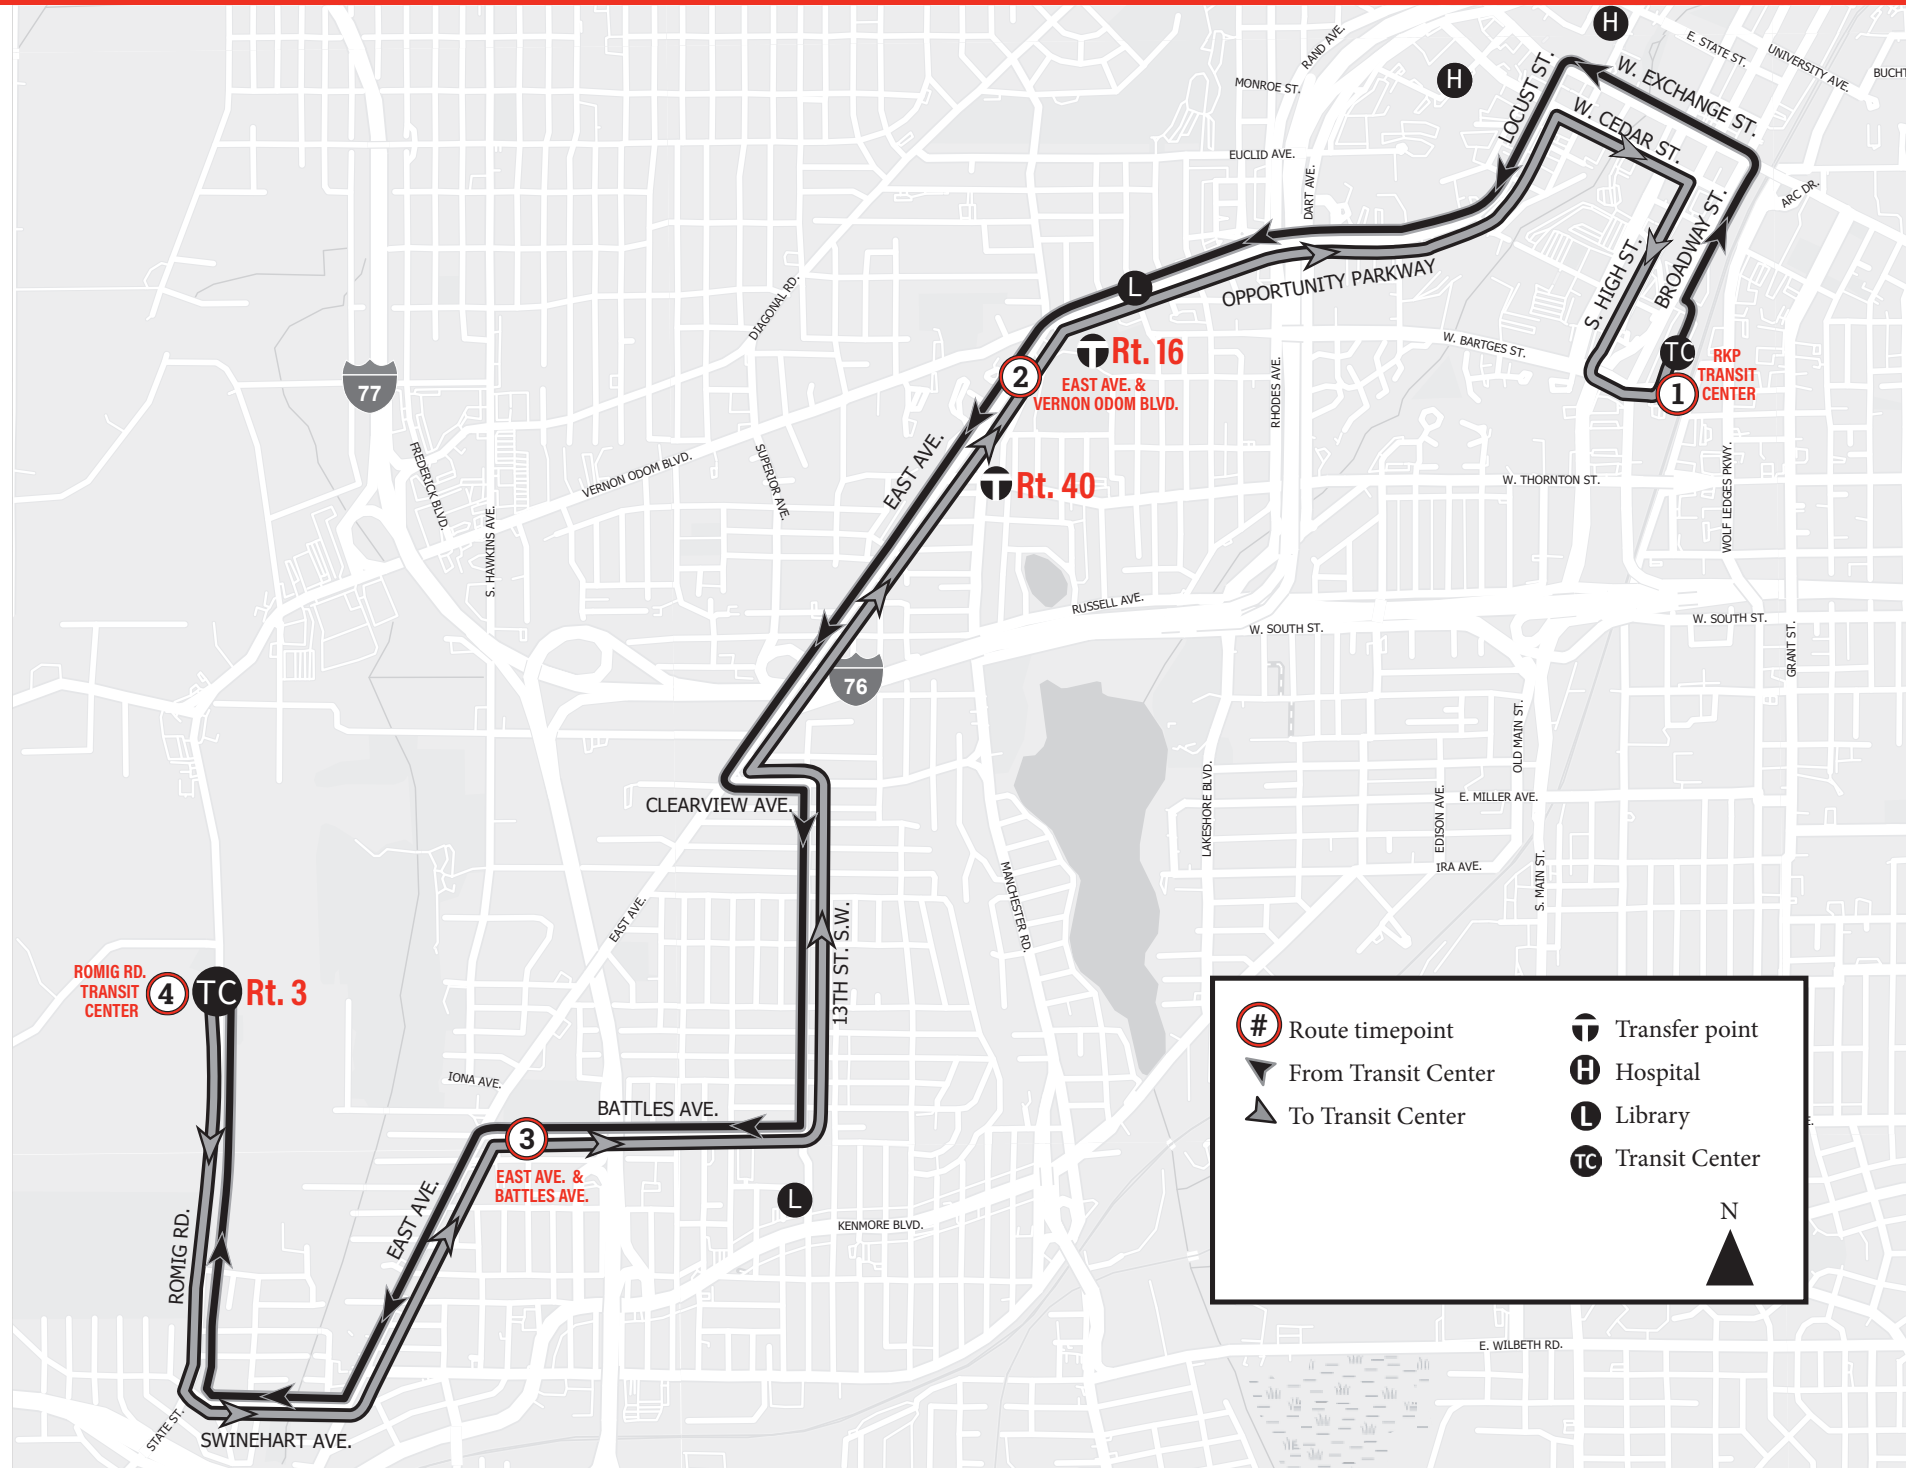 H
H
E. STATE ST.
UNIVERSITY AVE.
BUCHT
RAND AVE.
MONROE ST.
LOCUST ST.
W. EXCHANGE ST.
W. CEDAR ST.
EUCLID AVE.
DART AVE.
ARC DR.
S. HIGH ST.
BROADWAY ST.
OPPORTUNITY PARKWAY
L
DIAGONAL RD.
W. BARTGES ST.
TC
RKP
TRANSIT
CENTER
1
Rt. 16
2
EAST AVE. &
VERNON ODOM BLVD.
77
RHODES AVE.
EAST AVE.
FREDERICK BLVD.
VERNON ODOM BLVD.
SUPERIOR AVE.
Rt. 40
W. THORNTON ST.
WOLF LEDGES PKWY.
S. HAWKINS AVE.
RUSSELL AVE.
W. SOUTH ST.
W. SOUTH ST.
GRANT ST.
76
OLD MAIN ST.
CLEARVIEW AVE.
LAKESHORE BLVD.
EDISON AVE.
E. MILLER AVE.
IRA AVE.
S. MAIN ST.
MANCHESTER RD.
EAST AVE.
13TH ST. S.W.
ROMIG RD.
TRANSIT
CENTER
4
TC
Rt. 3
IONA AVE.
BATTLES AVE.
3
EAST AVE. &
BATTLES AVE.
L
KENMORE BLVD.
EAST AVE.
ROMIG RD.
STATE ST.
SWINEHART AVE.
E. WILBETH RD.
E.
# Route timepoint
From Transit Center
To Transit Center
T Transfer point
H Hospital
L Library
TC Transit Center
N